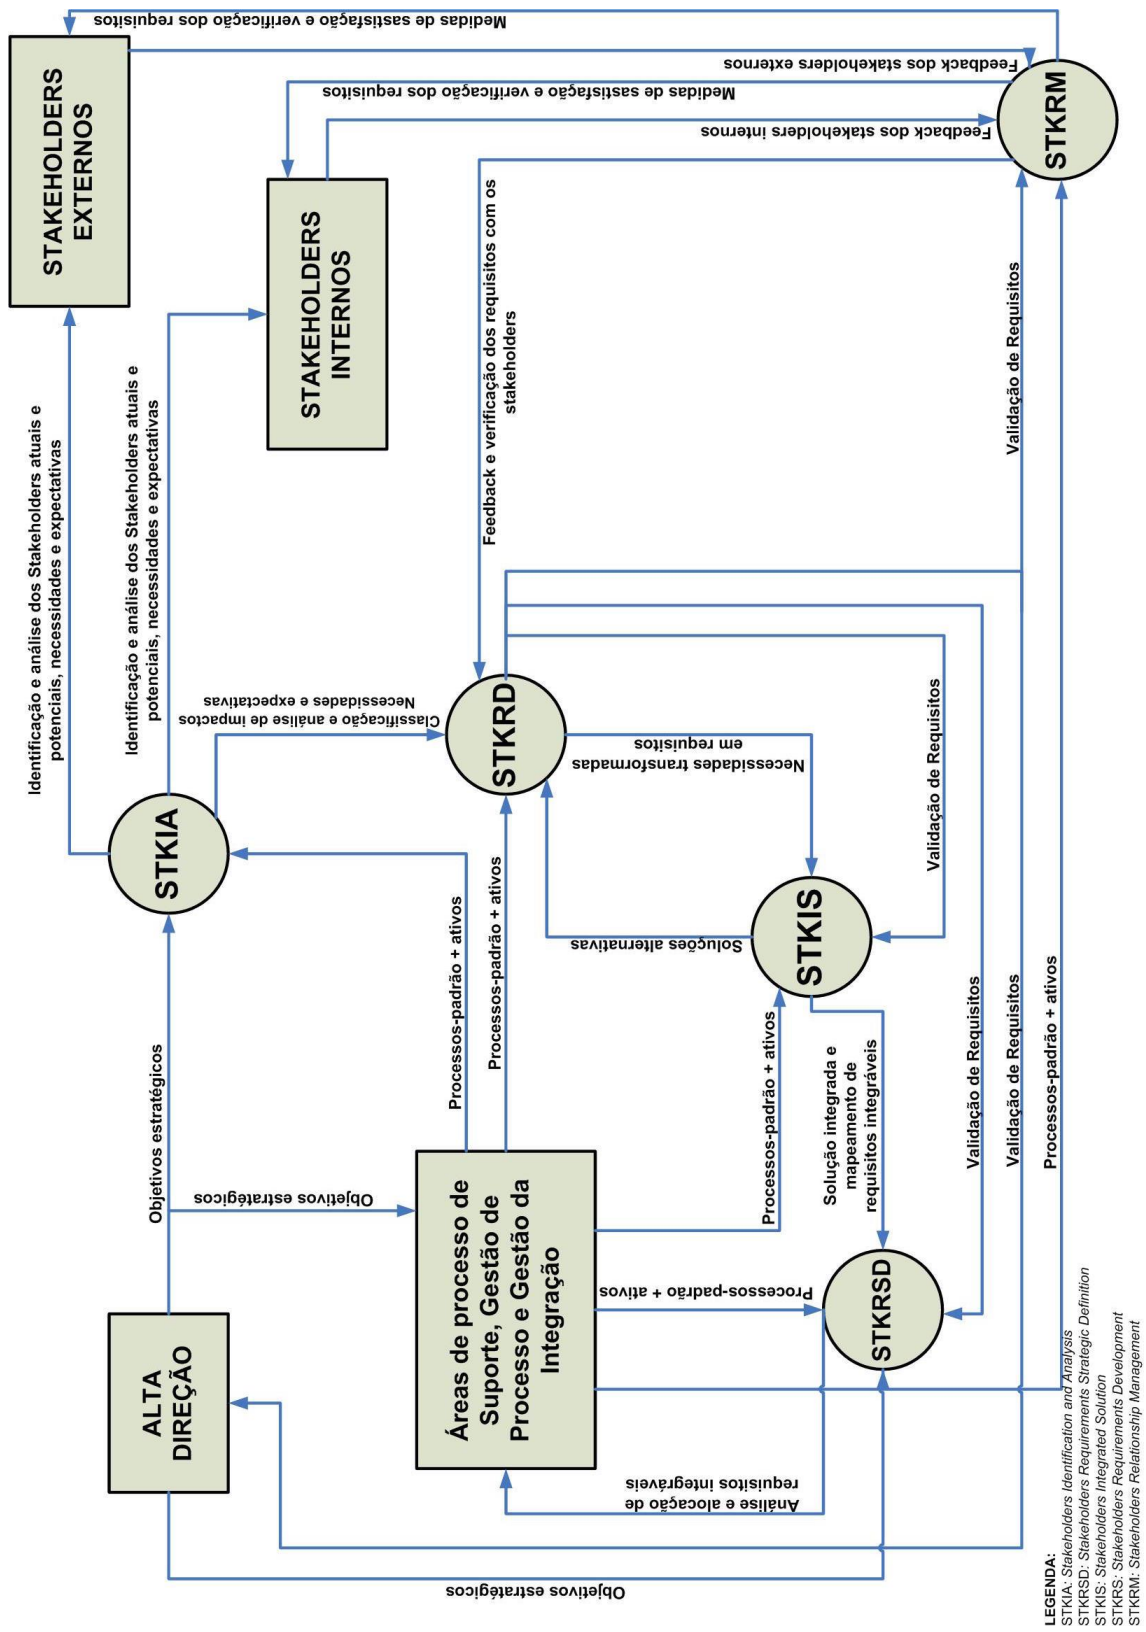 STAKEHOLDERS
EXTERNOS
Medidas de sastisfação e verificação dos requisitos
Feedback dos stakeholders externos
Medidas de sastisfação e verificação dos requisitos
Feedback dos stakeholders internos
STKRM
STAKEHOLDERS
INTERNOS
Identificação e análise dos Stakeholders atuais e
potenciais, necessidades e expectativas
Identificação e análise dos Stakeholders atuais e
potenciais, necessidades e expectativas
Feedback e verificação dos requisitos com os
stakeholders
Validação de Requisitos
STKIA
Classificação e análise de impactos
Necessidades e expectativas
STKRD
Necessidades transformadas
em requisitos
Validação de Requisitos
Soluções alternativas
STKIS
Objetivos estratégicos
Processos-padrão + ativos
Processos-padrão + ativos
Processos-padrão + ativos
Solução integrada e
mapeamento de
requisitos integráveis
Validação de Requisitos
Validação de Requisitos
Processos-padrão + ativos
ALTA
DIREÇÃO
Objetivos estratégicos
Áreas de processo de
Suporte, Gestão de
Processo e Gestão da
Integração
Processos-padrão + ativos
STKRSD
Análise e alocação de
requisitos integráveis
Objetivos estratégicos
LEGENDA:
STKIA: Stakeholders Identification and Analysis
STKRSD: Stakeholders Requirements Strategic Definition
STKIS: Stakeholders Integrated Solution
STKRS: Stakeholders Requirements Development
STKRM: Stakeholders Relationship Management